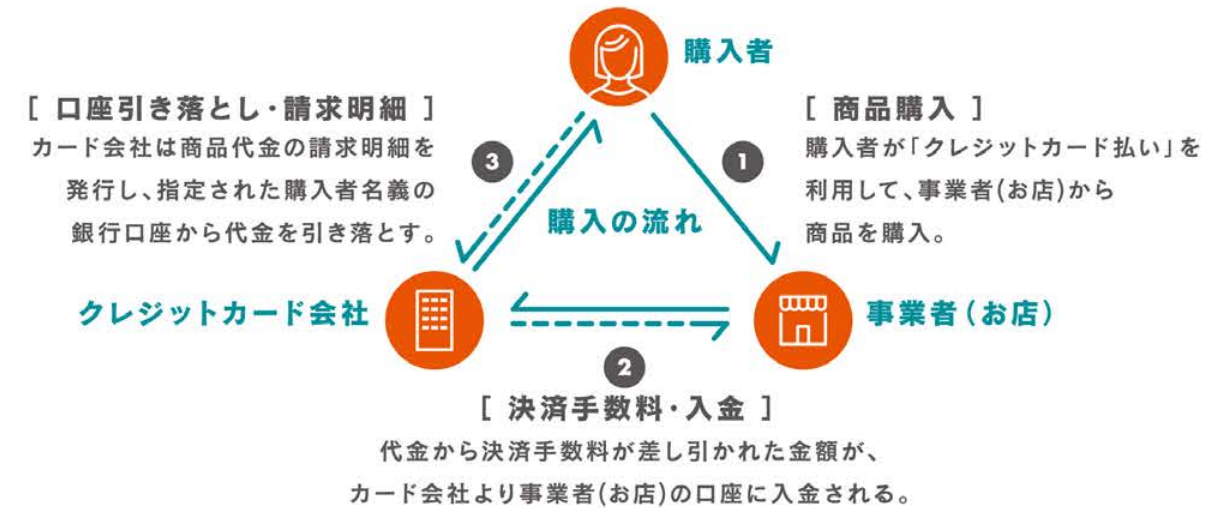 購入者
[ 口座引き落とし・請求明細 ]
カード会社は商品代金の請求明細を
発行し、指定された購入者名義の
銀行口座から代金を引き落とす。
3
1
[ 商品購入 ]
購入者が「クレジットカード払い」を
利用して、事業者(お店)から
商品を購入。
購入の流れ
クレジットカード会社
事業者(お店)
2
[ 決済手数料・入金 ]
代金から決済手数料が差し引かれた金額が、
カード会社より事業者(お店)の口座に入金される。